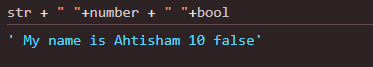 str + " "+number + " "+bool
' My name is Ahtisham 10 false'